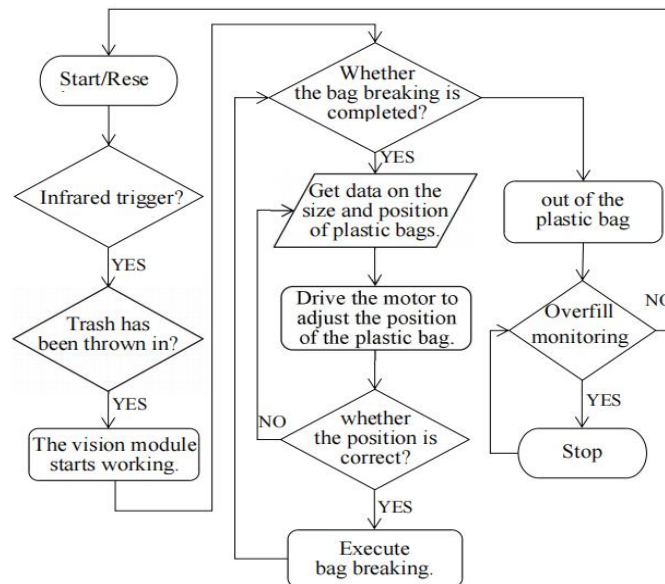 Start/Rese
Infrared trigger?
YES
Trash has
been thrown in?
YES
The vision module
starts working.
Whether
the bag breaking is
completed?
YES
Get data on the
size and position
of plastic bags.
Drive the motor to
adjust the position
of the plastic bag.
NO
whether
the position is
correct?
YES
Execute
bag breaking.
out of the
plastic bag
Overfill
monitoring
NO
YES
Stop